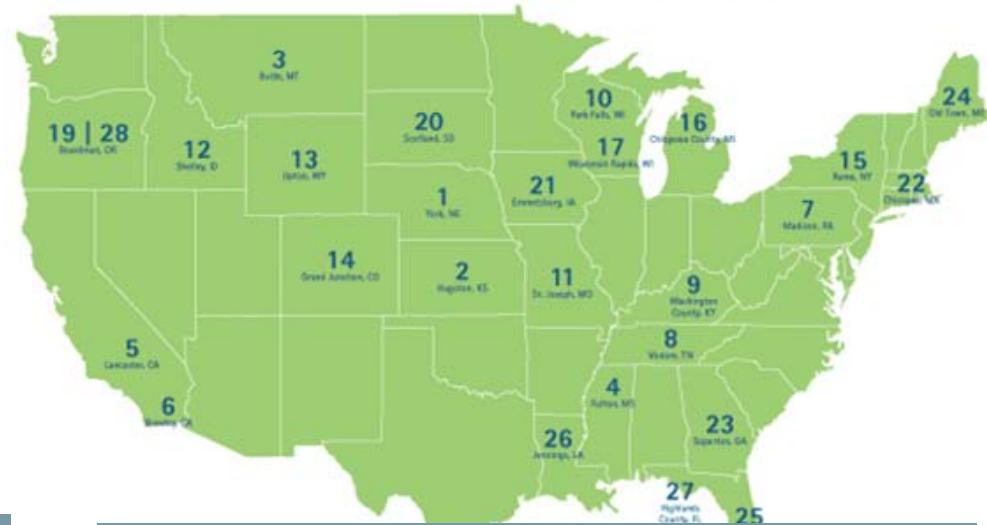 3
Butte, MT
10
Park Falls, WI
24
Old Town, ME
19 | 28
Boardman, OR
20
Scotland, SD
16
Chippewa County, MI
12
Shelley, ID
13
Upton, WY
17
Wisconsin Rapids, WI
15
Rome, NY
21
Emmetsburg, IA
22
1
York, NE
7
Madison, PA
14
Grand Junction, CO
2
Hugoton, KS
11
St. Joseph, MO
9
Washington
County, KY
5
Lancaster, CA
8
Vonore, TN
6
4
Fulton, MS
23
Soperton, GA
26
Jennings, LA
27
Highlands
County, FL
25